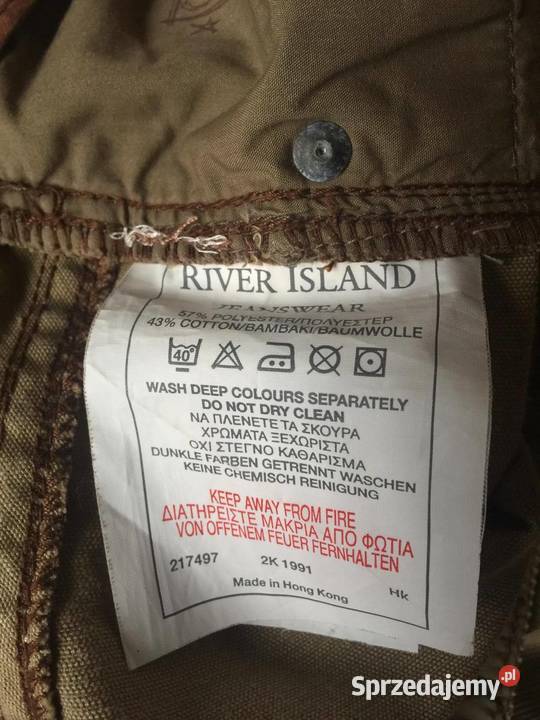 RIVER ISLAND
JEANSWEAR
57% POLYESTER/ΠΟΛΥΕΣΤΕΡ
43% COTTON/BAMBAKI/BAUMWOLLE
40°
WASH DEEP COLOURS SEPARATELY
DO NOT DRY CLEAN
ΝΑ ΠΛΕΝΕΤΕ ΤΑ ΣΚΟΥΡΑ
ΧΡΩΜΑΤΑ ΞΕΧΩΡΙΣΤΑ
ΟΧΙ ΣΤΕΓΝΟ ΚΑΘΑΡΙΣΜΑ
DUNKLE FARBEN GETRENNT WASCHEN
KEINE CHEMISCH REINIGUNG
KEEP AWAY FROM FIRE
ΔΙΑΤΗΡΕΙΣΤΕ ΜΑΚΡΙΑ ΑΠΟ ΦΩΤΙΑ
VON OFFENEM FEUER FERNHALTEN
217497 2K 1991
Made in Hong Kong Hk
Sprzedajemy.pl